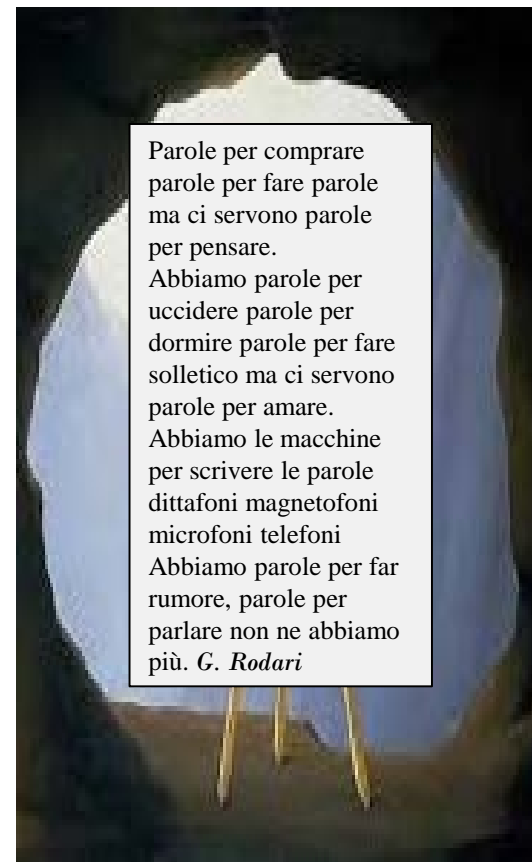 Parole per comprare
parole per fare parole
ma ci servono parole
per pensare.
Abbiamo parole per
uccidere parole per
dormire parole per fare
solletico ma ci servono
parole per amare.
Abbiamo le macchine
per scrivere le parole
dittafoni magnetofoni
microfoni telefoni
Abbiamo parole per far
rumore, parole per
parlare non ne abbiamo
più. G. Rodari